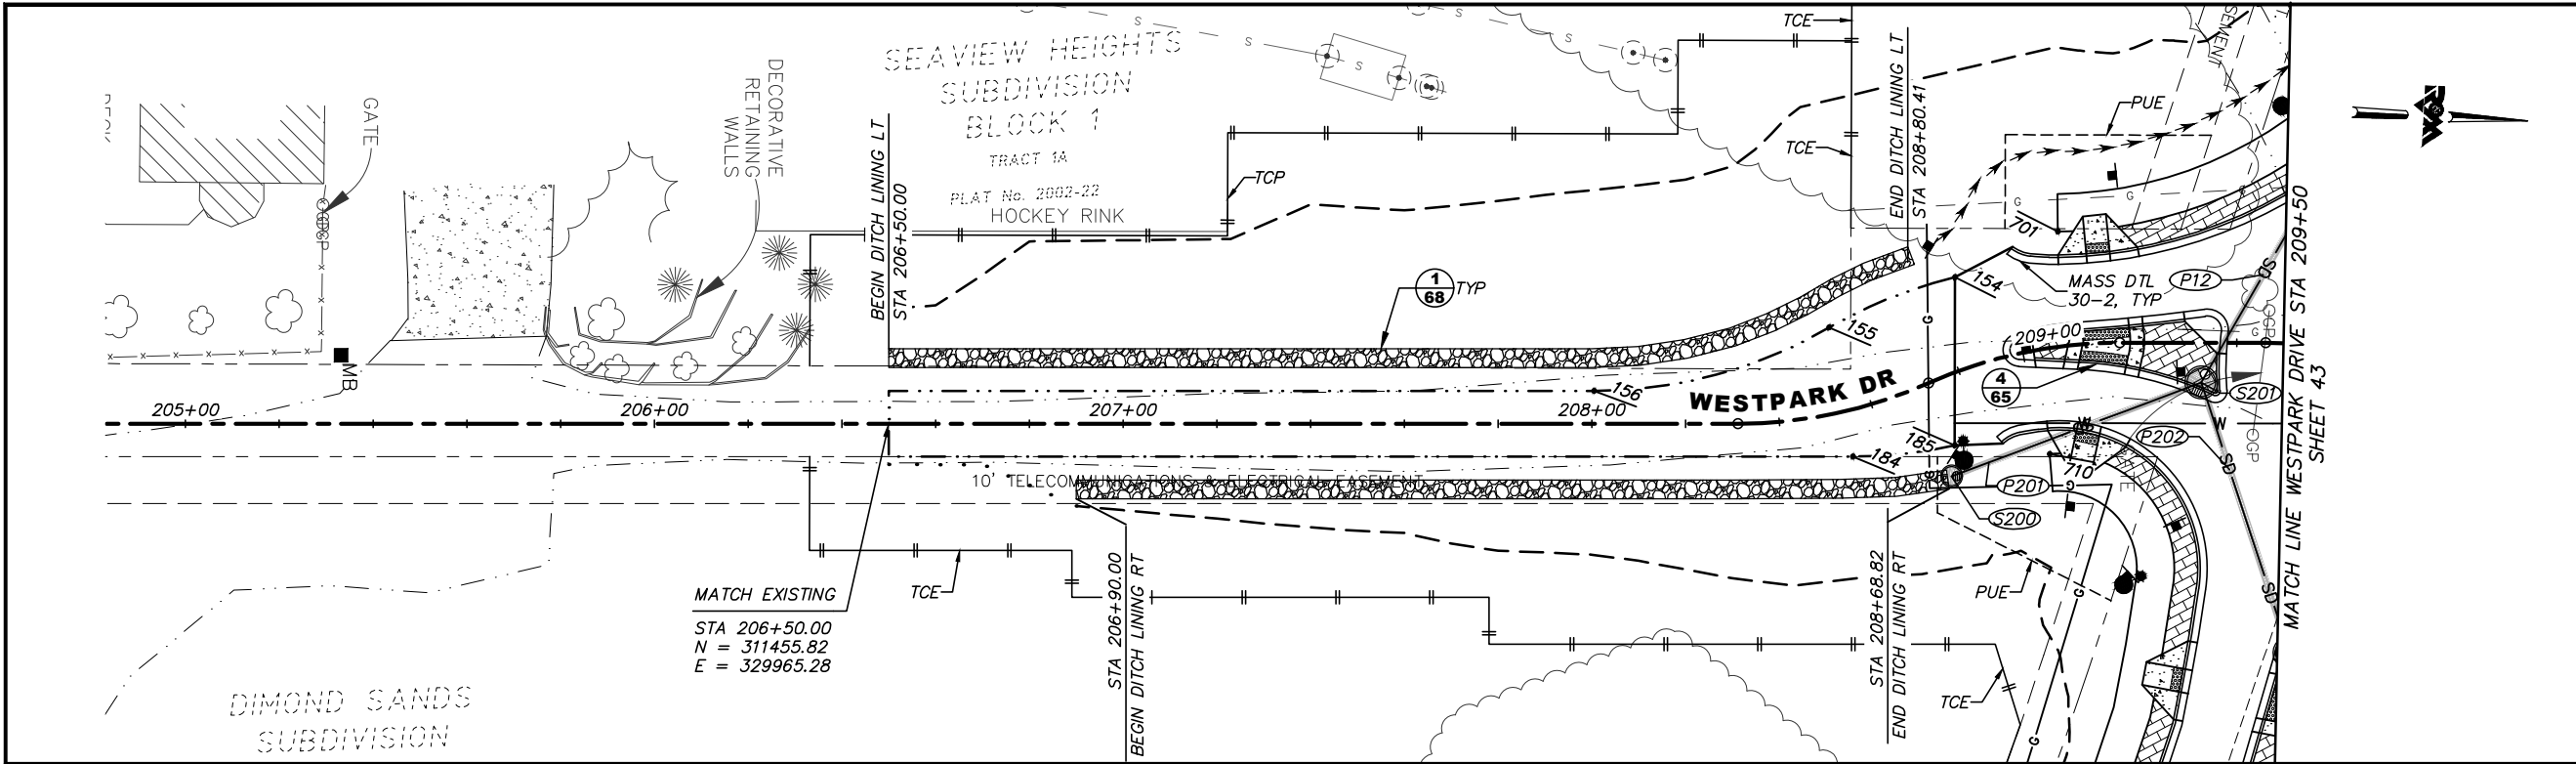 SEAVIEW HEIGHTS
SUBDIVISION
BLOCK 1
TRACT 1A
PLAT No. 2002-22
HOCKEY RINK
GATE
DECORATIVE
RETAINING
WALLS
BEGIN DITCH LINING LT
STA 206+50.00
TCP
TCE
TCE
END DITCH LINING LT
STA 208+80.41
PUE
1
68
TYP
701
154
155
156
MASS DTL
30-2, TYP
P12
SD
209+00
4
65
S201
P202
W
W
SD
SD
OGP
G
G
G
G
G
G
MB
205+00
206+00
207+00
208+00
WESTPARK DR
184
185
710
P201
S200
10' TELECOMMUNICATIONS & ELECTRICAL EASEMENT
MATCH EXISTING
STA 206+50.00
N = 311455.82
E = 329965.28
TCE
STA 206+90.00
BEGIN DITCH LINING RT
STA 208+68.82
END DITCH LINING RT
PUE
TCE
DIMOND SANDS
SUBDIVISION
MATCH LINE WESTPARK DRIVE STA 209+50
SHEET 43
S
S
S
S